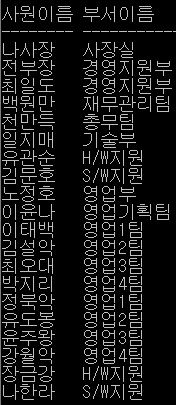 사원이름 부서이름
-------- ------------
나사장 사장실
전부장 경영지원부
최일도 경영지원부
백원만 재무관리팀
천만득 총무팀
일지매 기술부
유관순 H/W지원
김문호 S/W지원
노정호 영업부
이윤나 영업기획팀
이태백 영업1팀
김설악 영업2팀
최오대 영업3팀
박지리 영업4팀
정북악 영업1팀
유도봉 영업2팀
윤주왕 영업3팀
강월악 영업4팀
장금강 H/W지원
나한라 S/W지원